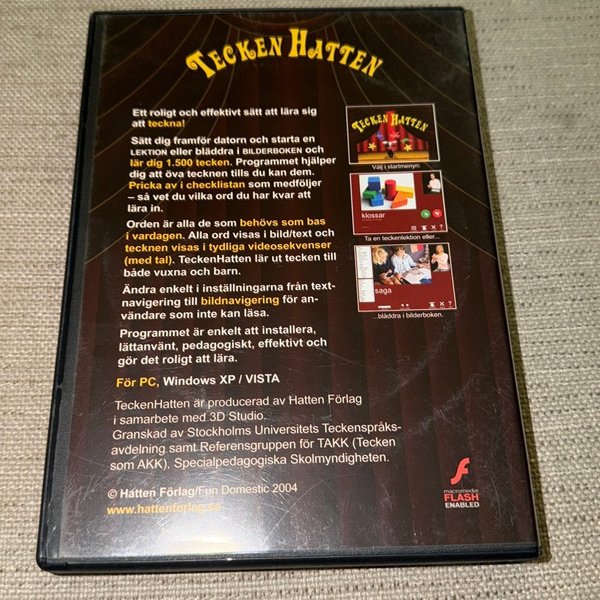 TECKEN HATTEN
Ett roligt och effektivt sätt att lära sig
att teckna!
Sätt dig framför datorn och starta en
LEKTION eller bläddra i BILDERBOKEN och
lär dig 1.500 tecken. Programmet hjälper
dig att öva tecknen tills du kan dem.
Pricka av i checklistan som medföljer
– så vet du vilka ord du har kvar att
lära in.
Orden är alla de som behövs som bas
i vardagen. Alla ord visas i bild/text och
tecknen visas i tydliga videosekvenser
(med tal). TeckenHatten lär ut tecken till
både vuxna och barn.
Ändra enkelt i inställningarna från text-
navigering till bildnavigering för an-
vändare som inte kan läsa.
Programmet är enkelt att installera,
lättanvänt, pedagogiskt, effektivt och
gör det roligt att lära.
För PC, Windows XP / VISTA
TeckenHatten är producerad av Hatten Förlag
i samarbete med 3D Studio.
Granskad av Stockholms Universitets Teckenspråks-
avdelning samt Referensgruppen för TAKK (Tecken
som AKK), Specialpedagogiska Skolmyndigheten.
© Hatten Förlag/Fun Domestic 2004
www.hattenforlag.se
TECKEN HATTEN
Välj i startmenyn:
klossar
Ta en teckenlektion eller...
saga
...bläddra i bilderboken.
macromedia
FLASH
ENABLED